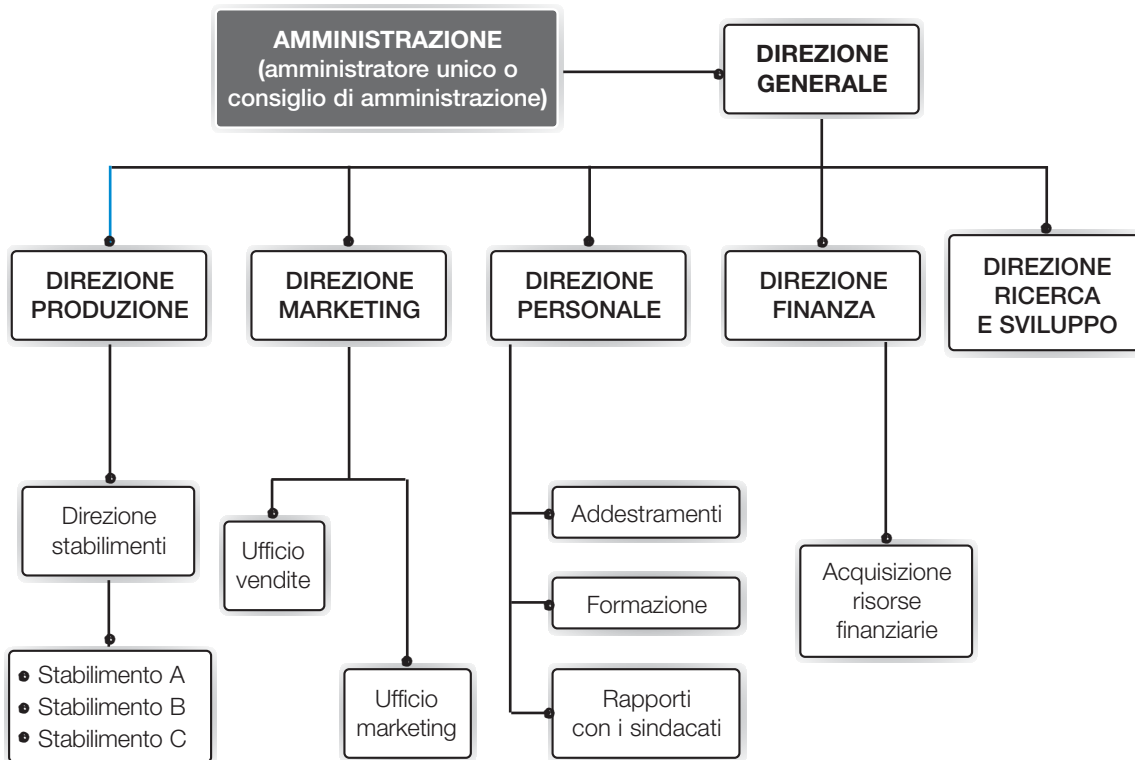 AMMINISTRAZIONE
(amministratore unico o
consiglio di amministrazione)
DIREZIONE
GENERALE
DIREZIONE
PRODUZIONE
DIREZIONE
MARKETING
DIREZIONE
PERSONALE
DIREZIONE
FINANZA
DIREZIONE
RICERCA
E SVILUPPO
Direzione
stabilimenti
Stabilimento A
Stabilimento B
Stabilimento C
Ufficio
vendite
Ufficio
marketing
Addestramenti
Formazione
Rapporti
con i sindacati
Acquisizione
risorse
finanziarie